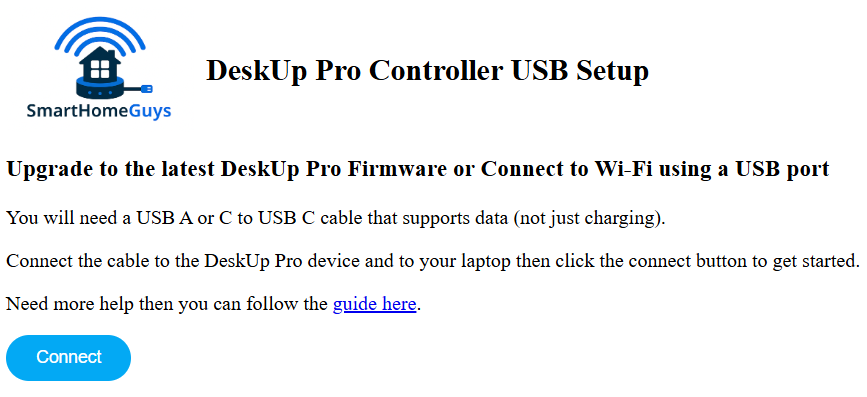 SmartHomeGuys
DeskUp Pro Controller USB Setup
Upgrade to the latest DeskUp Pro Firmware or Connect to Wi-Fi using a USB port
You will need a USB A or C to USB C cable that supports data (not just charging).
Connect the cable to the DeskUp Pro device and to your laptop then click the connect button to get started.
Need more help then you can follow the guide here.
Connect